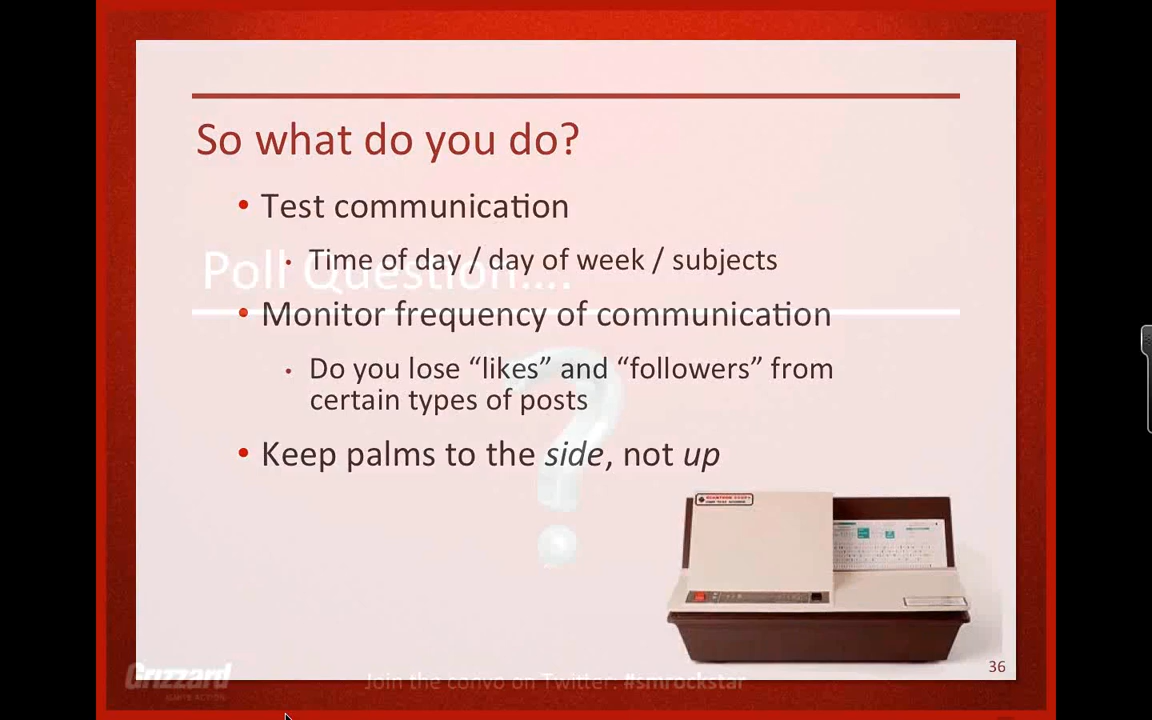 So what do you do?
• Test communication
• Time of day / day of week / subjects
Poll Question....
• Monitor frequency of communication
• Do you lose “likes” and “followers” from
certain types of posts
• Keep palms to the side, not up
?
36
Grizzard
Join the convo on Twitter: #smrockstar